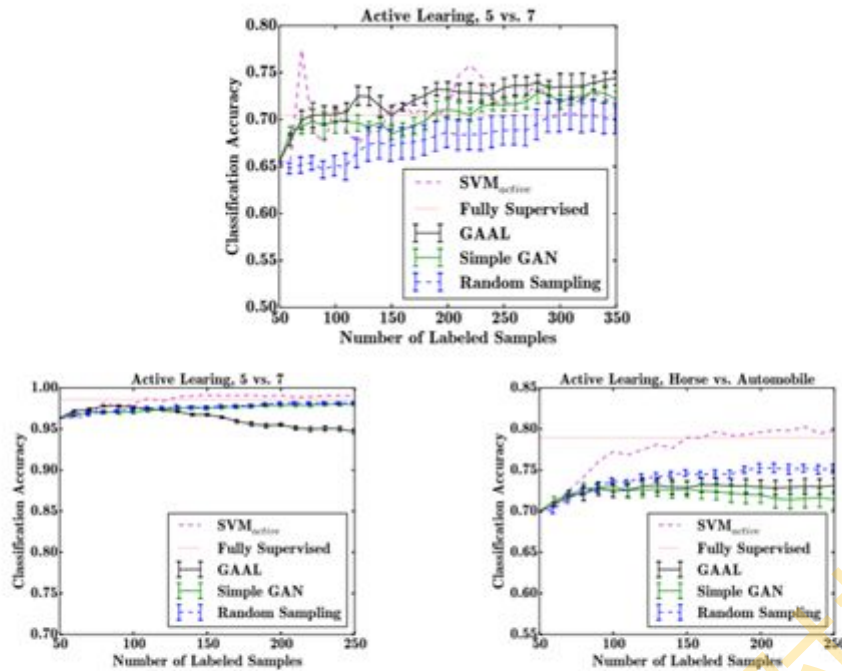 Active Learing, 5 vs. 7
0.80
0.75
0.70
0.65
0.60
0.55
0.50
Classification Accuracy
SVMactive
Fully Supervised
GAAL
Simple GAN
Random Sampling
50 100 150 200 250 300 350
Number of Labeled Samples
Active Learing, 5 vs. 7
1.00
0.95
0.90
0.85
0.80
0.75
0.70
Classification Accuracy
SVMactive
Fully Supervised
GAAL
Simple GAN
Random Sampling
50 100 150 200 250
Number of Labeled Samples
Active Learing, Horse vs. Automobile
0.85
0.80
0.75
0.70
0.65
0.60
0.55
Classification Accuracy
SVMactive
Fully Supervised
GAAL
Simple GAN
Random Sampling
50 100 150 200 250
Number of Labeled Samples